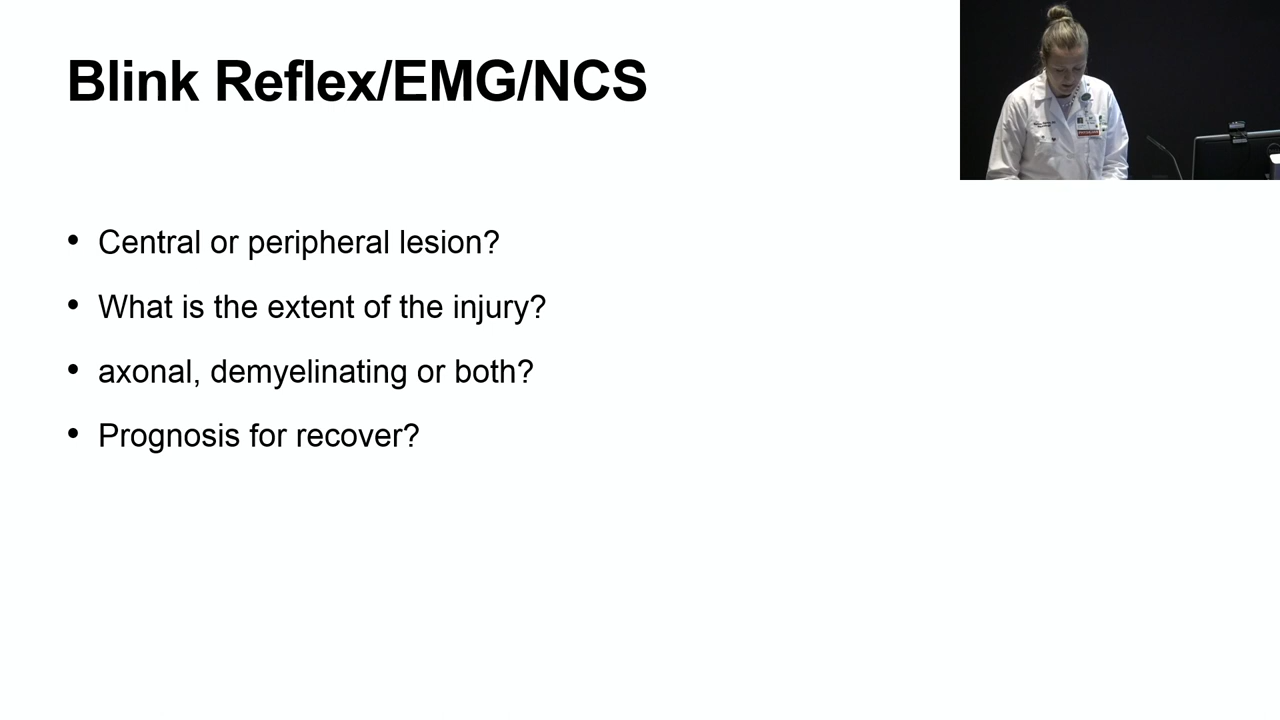 Blink Reflex/EMG/NCS
• Central or peripheral lesion?
• What is the extent of the injury?
• axonal, demyelinating or both?
• Prognosis for recover?